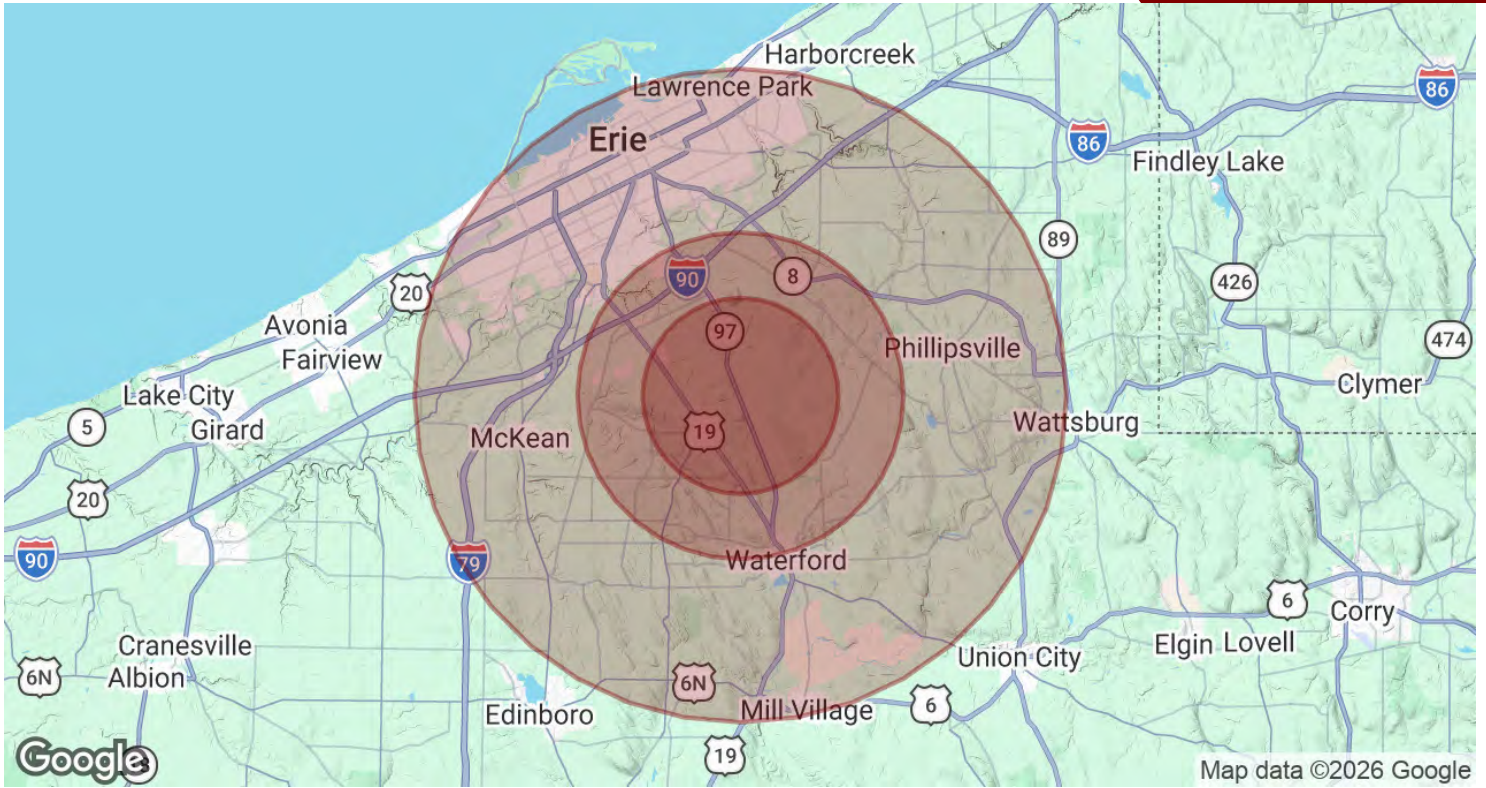 Harborcreek
Lawrence Park
86
Erie
86
Findley Lake
89
90
8
426
20
97
Avonia
Fairview
Phillipsville
474
Lake City
Clymer
5
Girard
McKean
19
Wattsburg
20
90
79
Waterford
6
Corry
Cranesville
Elgin
Lovell
Union City
6N
Albion
6N
Edinboro
Mill Village
6
19
Google
Map data ©2026 Google